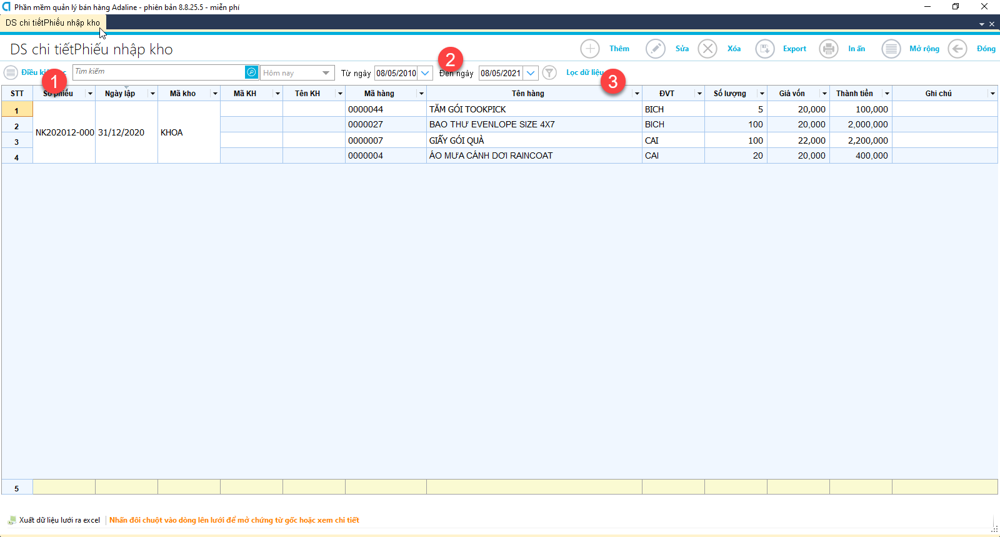 Phần mềm quản lý bán hàng Adaline - phiên bản 8.8.25.5 - miễn phí
DS chi tiếtPhiếu nhập kho
DS chi tiếtPhiếu nhập kho
Thêm Sửa Xóa Export In ấn Mở rộng Đóng
Điều Tìm kiếm Hôm nay Từ ngày 08/05/2010 2 Đến ngày 08/05/2021 Lọc dữ liệu
1 3
STT Số phiếu Ngày lập Mã kho Mã KH Tên KH Mã hàng Tên hàng ĐVT Số lượng Giá vốn Thành tiền Ghi chú
1 0000044 TĂM GÓI TOOKPICK BICH 5 20,000 100,000
2 0000027 BAO THƯ EVENLOPE SIZE 4X7 BICH 100 20,000 2,000,000
NK202012-000 31/12/2020 KHOA
3 0000007 GIẤY GÓI QUÀ CAI 100 22,000 2,200,000
4 0000004 ÁO MƯA CÁNH DƠI RAINCOAT CAI 20 20,000 400,000
5
Xuất dữ liệu lưới ra excel Nhấn đôi chuột vào dòng lên lưới để mở chứng từ gốc hoặc xem chi tiết